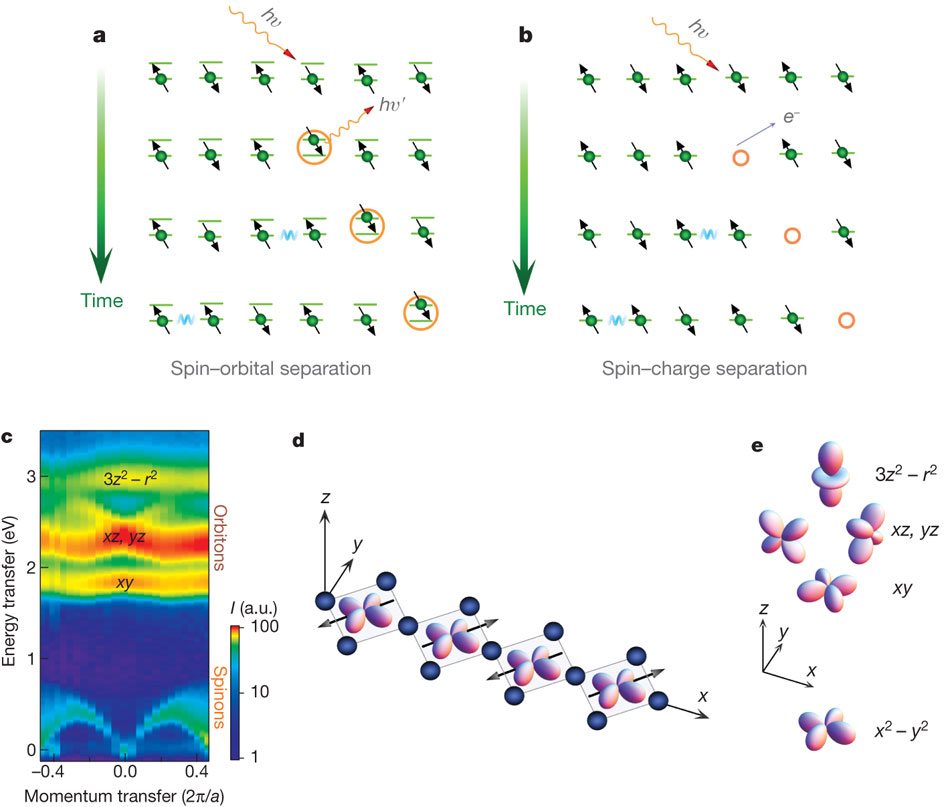 a
hν
hν′
Time
Spin–orbital separation
b
hν
e−
Time
Spin–charge separation
c
3z2 – r2
xz, yz
xy
Energy transfer (eV)
3
2
1
0
−0.4
0.0
0.4
Momentum transfer (2π/a)
Orbitons
Spinons
I (a.u.)
100
10
1
d
z
y
x
e
3z2 – r2
xz, yz
xy
z
y
x
x2 – y2